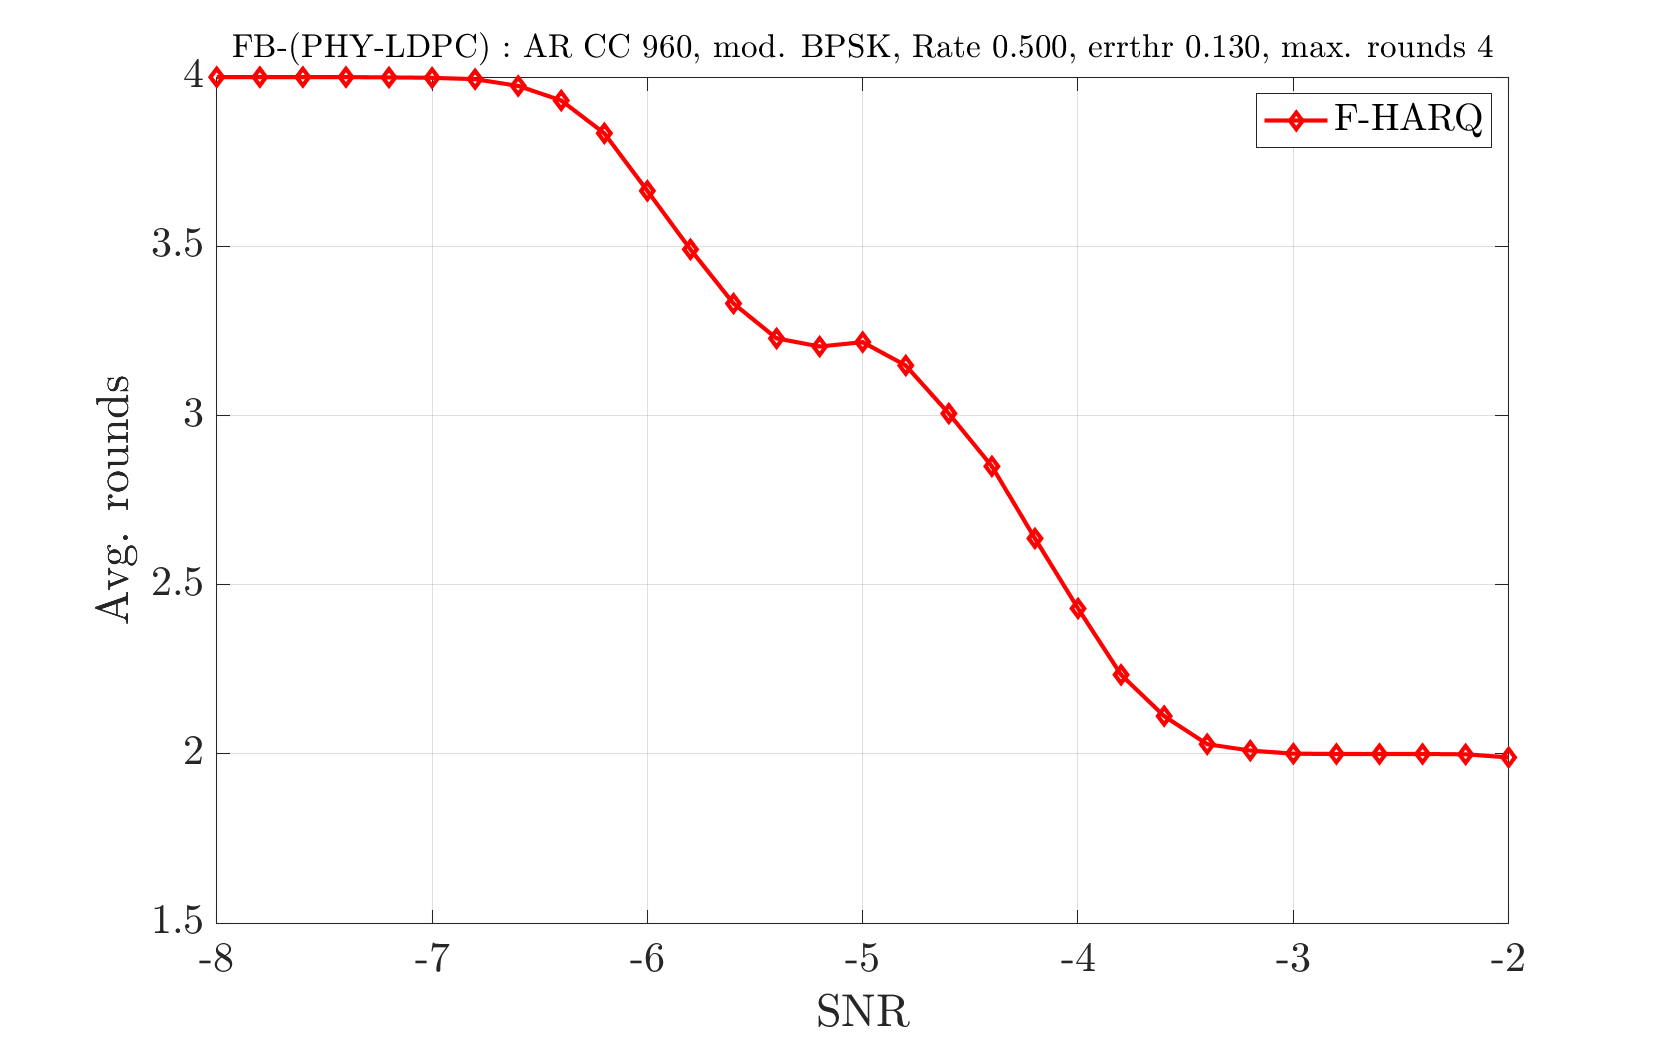 FB-(PHY-LDPC) : AR CC 960, mod. BPSK, Rate 0.500, errthr 0.130, max. rounds 4
F-HARQ
4
3.5
3
2.5
2
1.5
Avg. rounds
-8 -7 -6 -5 -4 -3 -2
SNR